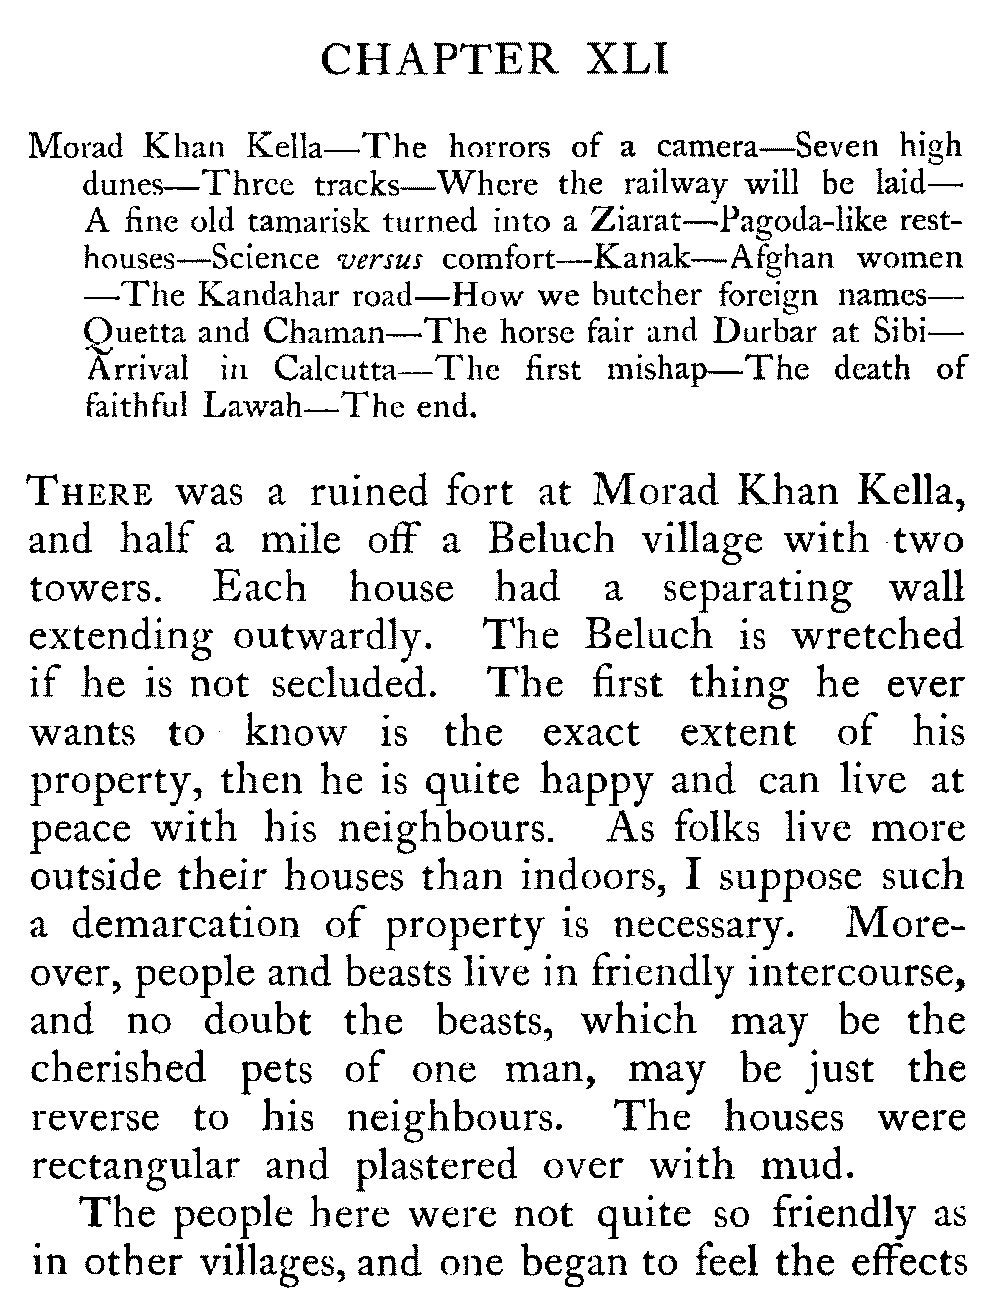 CHAPTER XLI
Morad Khan Kella—The horrors of a camera—Seven high
dunes—Three tracks—Where the railway will be laid—
A fine old tamarisk turned into a Ziarat—Pagoda-like rest-
houses—Science versus comfort—Kanak—Afghan women
—The Kandahar road—How we butcher foreign names—
Quetta and Chaman—The horse fair and Durbar at Sibi—
Arrival in Calcutta—The first mishap—The death of
faithful Lawah—The end.
THERE was a ruined fort at Morad Khan Kella,
and half a mile off a Beluch village with two
towers. Each house had a separating wall
extending outwardly. The Beluch is wretched
if he is not secluded. The first thing he ever
wants to know is the exact extent of his
property, then he is quite happy and can live at
peace with his neighbours. As folks live more
outside their houses than indoors, I suppose such
a demarcation of property is necessary. More-
over, people and beasts live in friendly intercourse,
and no doubt the beasts, which may be the
cherished pets of one man, may be just the
reverse to his neighbours. The houses were
rectangular and plastered over with mud.
The people here were not quite so friendly as
in other villages, and one began to feel the effects